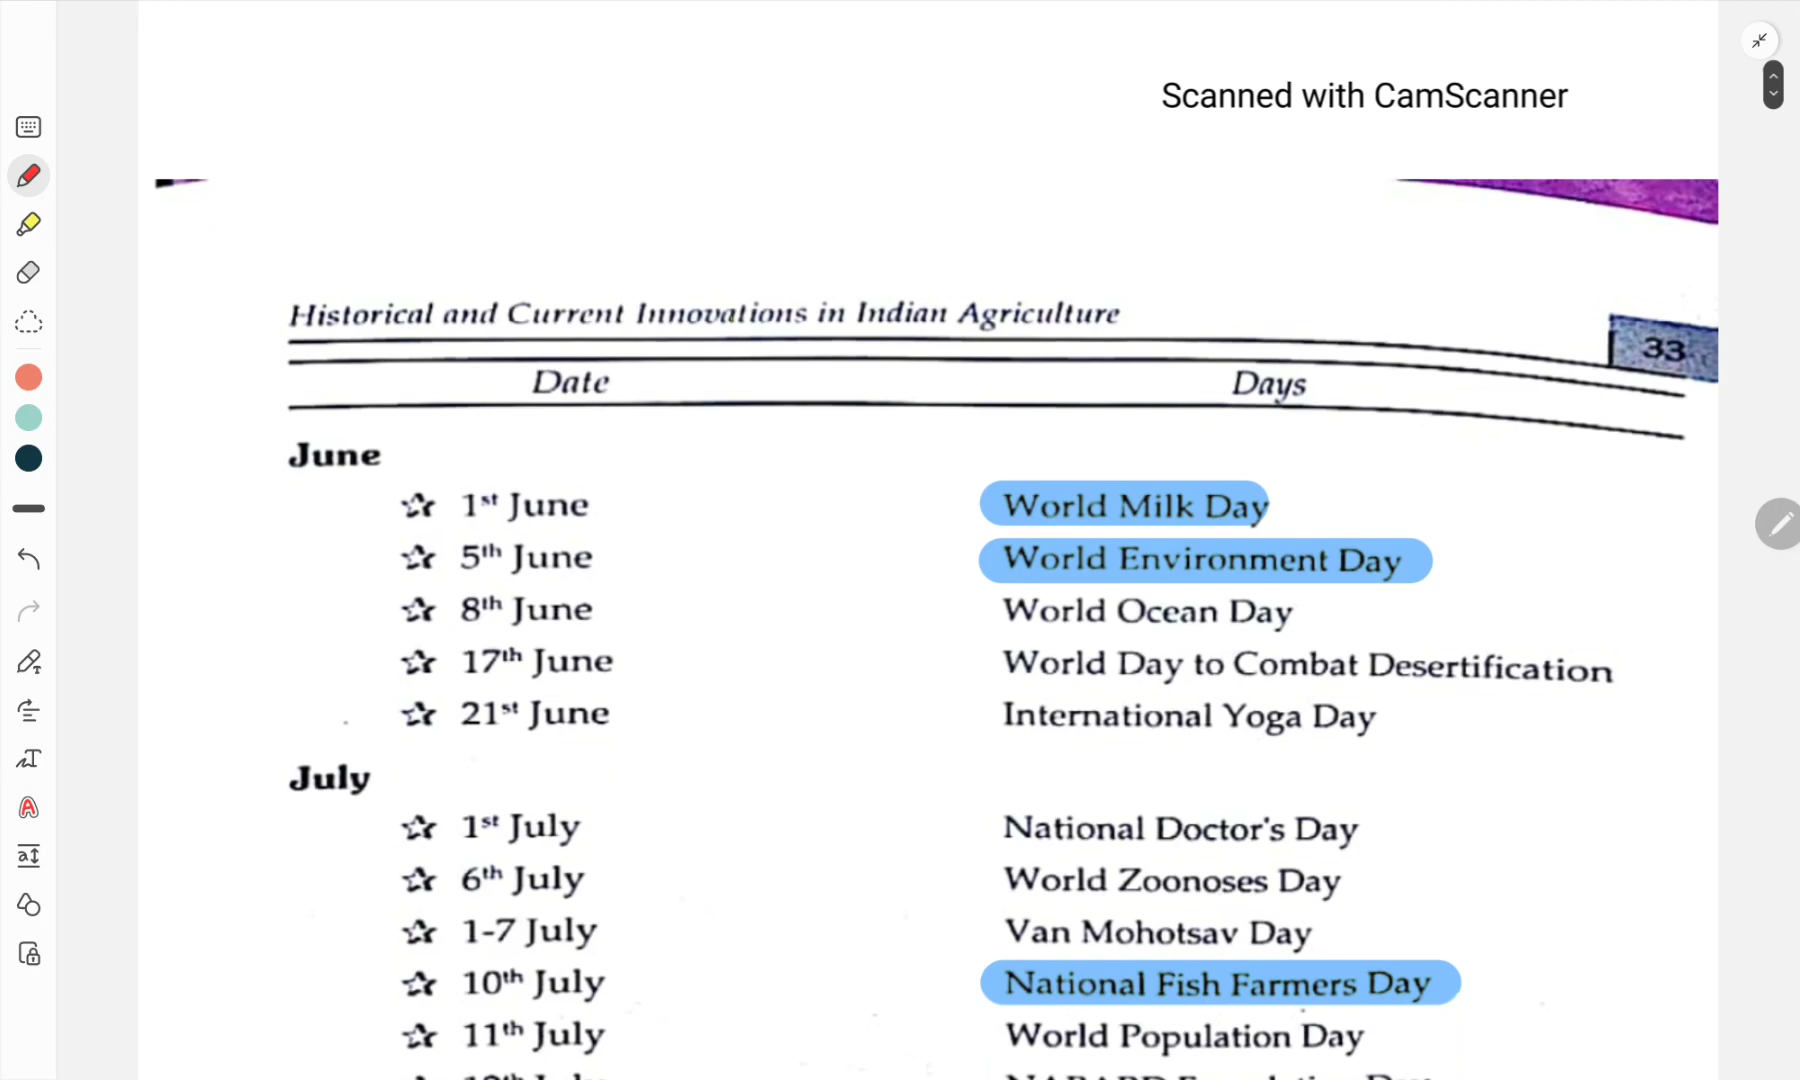 Scanned with CamScanner
Historical and Current Innovations in Indian Agriculture
33
Date Days
June
1st June World Milk Day
5th June World Environment Day
8th June World Ocean Day
17th June World Day to Combat Desertification
21st June International Yoga Day
July
1st July National Doctor's Day
6th July World Zoonoses Day
1-7 July Van Mohotsav Day
10th July National Fish Farmers Day
11th July World Population Day